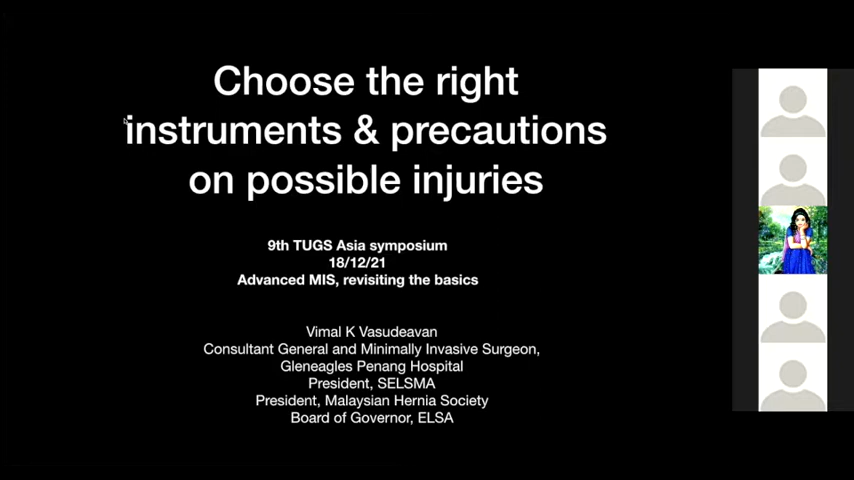 Choose the right
instruments & precautions
on possible injuries
9th TUGS Asia symposium
18/12/21
Advanced MIS, revisiting the basics
Vimal K Vasudeavan
Consultant General and Minimally Invasive Surgeon,
Gleneagles Penang Hospital
President, SELSMA
President, Malaysian Hernia Society
Board of Governor, ELSA